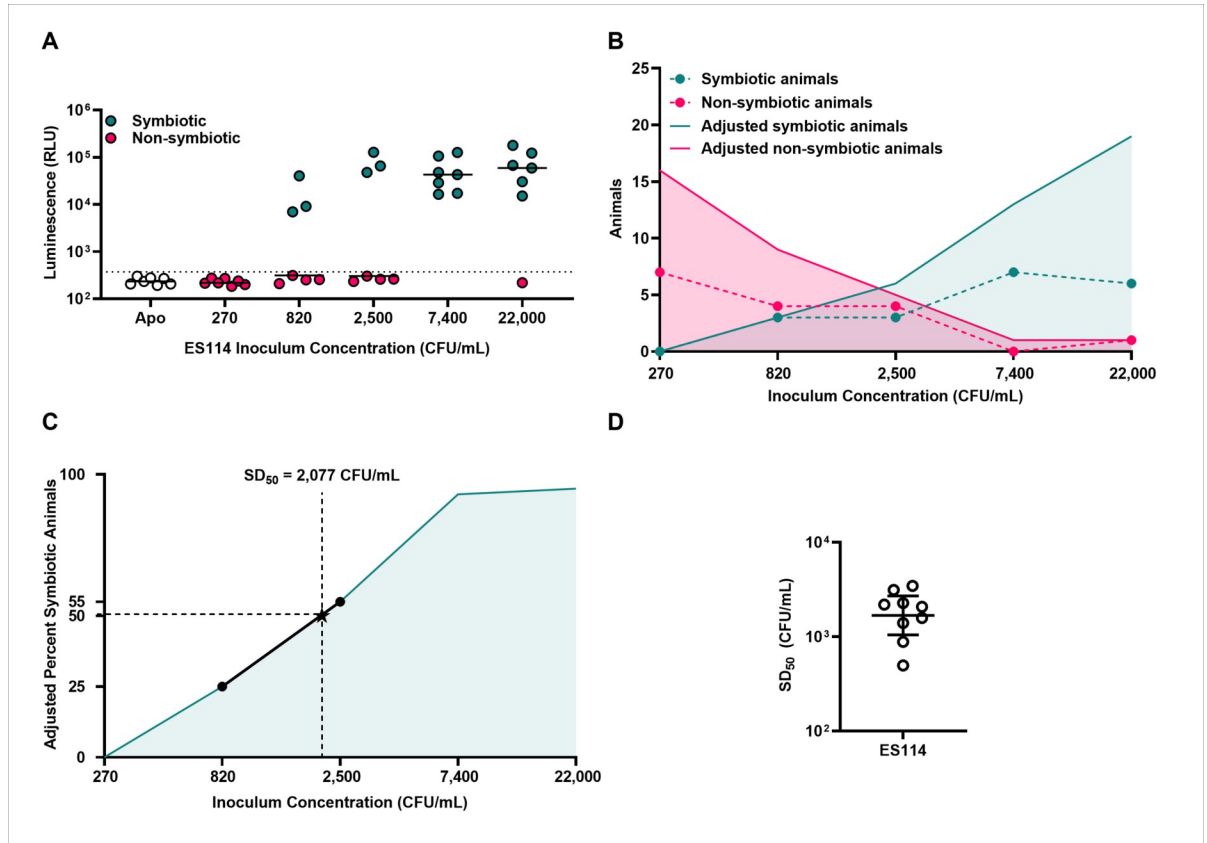 A
Symbiotic
Non-symbiotic
Luminescence (RLU)
10⁶
10⁵
10⁴
10³
10²
Apo 270 820 2,500 7,400 22,000
ES114 Inoculum Concentration (CFU/mL)
B
Symbiotic animals
Non-symbiotic animals
Adjusted symbiotic animals
Adjusted non-symbiotic animals
Animals
25
20
15
10
5
0
270 820 2,500 7,400 22,000
Inoculum Concentration (CFU/mL)
C
SD₅₀ = 2,077 CFU/mL
Adjusted Percent Symbiotic Animals
100
55
50
25
0
270 820 2,500 7,400 22,000
Inoculum Concentration (CFU/mL)
D
SD₅₀ (CFU/mL)
10⁴
10³
10²
ES114